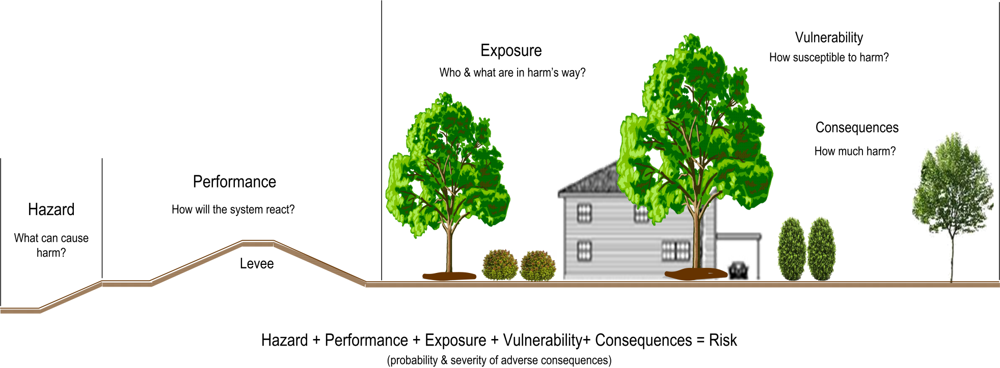 Hazard
What can cause
harm?
Performance
How will the system react?
Levee
Exposure
Who & what are in harm's way?
Vulnerability
How susceptible to harm?
Consequences
How much harm?
Hazard + Performance + Exposure + Vulnerability+ Consequences = Risk
(probability & severity of adverse consequences)